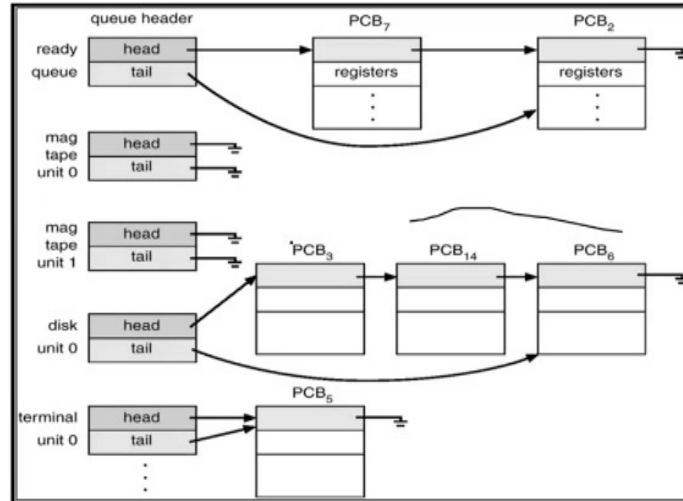 queue header
PCB7
PCB2
ready
queue
head
tail
registers
registers
mag
tape
unit 0
head
tail
mag
tape
unit 1
head
tail
PCB3
PCB14
PCB6
disk
unit 0
head
tail
PCB5
terminal
unit 0
head
tail